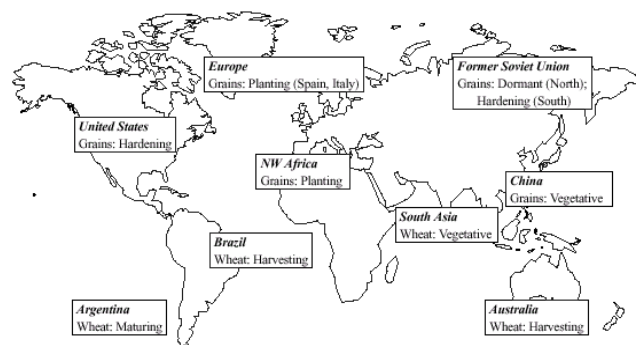 Europe
Grains: Planting (Spain, Italy)
Former Soviet Union
Grains: Dormant (North);
Hardening (South)
United States
Grains: Hardening
NW Africa
Grains: Planting
China
Grains: Vegetative
South Asia
Wheat: Vegetative
Brazil
Wheat: Harvesting
Argentina
Wheat: Maturing
Australia
Wheat: Harvesting